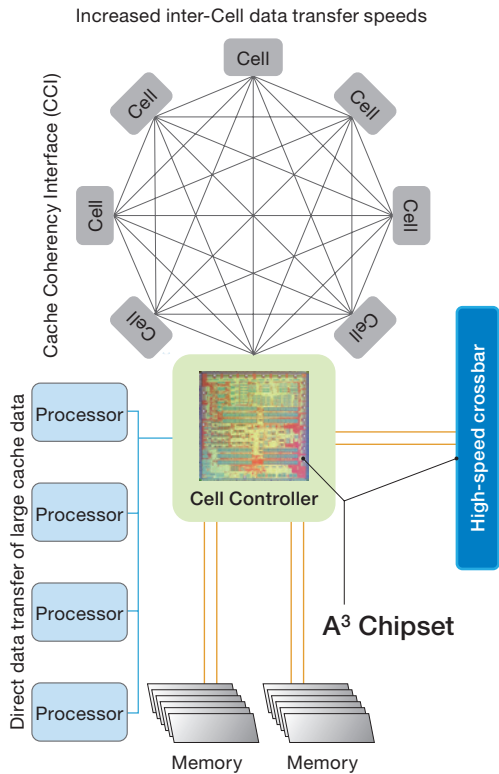 Increased inter-Cell data transfer speeds
Cache Coherency Interface (CCI)
Cell
Cell
Cell
Cell
Cell
Cell
Cell
Direct data transfer of large cache data
Processor
Processor
Processor
Processor
Cell Controller
High-speed crossbar
A³ Chipset
Memory
Memory